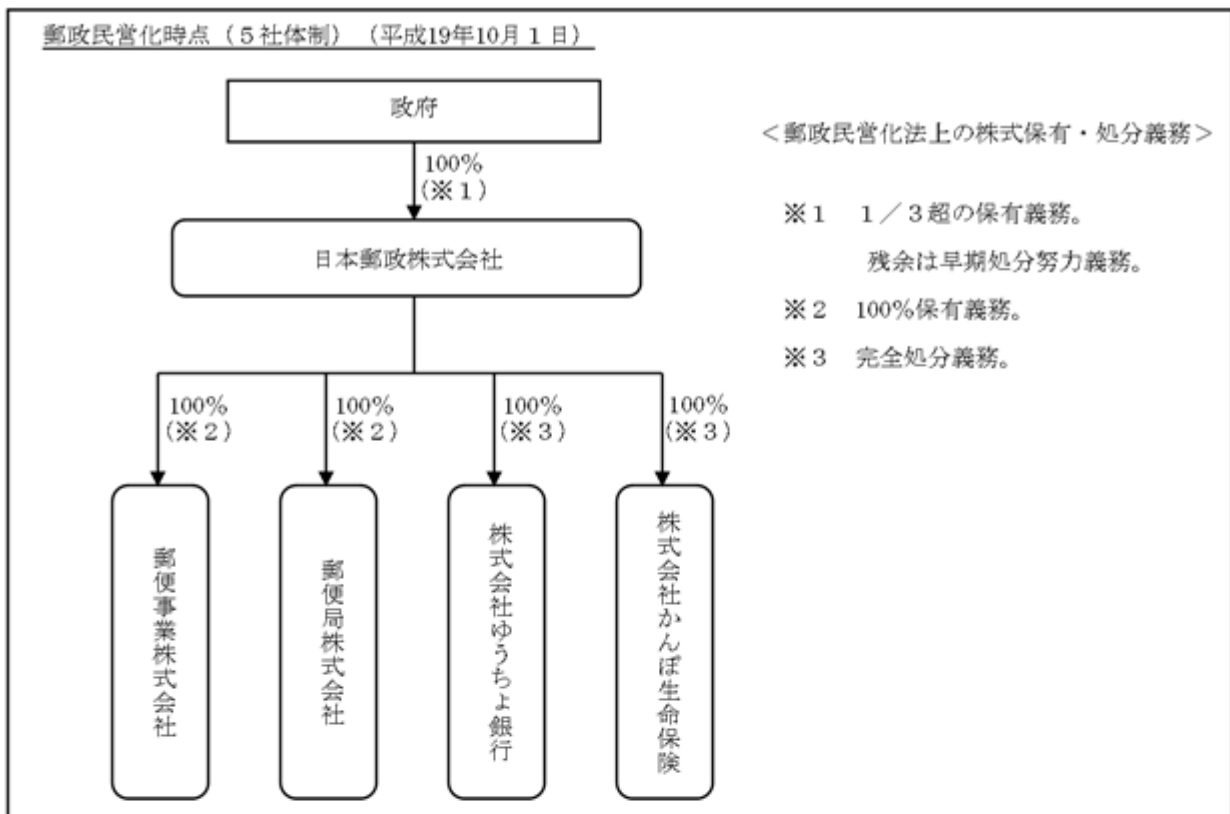 郵政民営化時点（５社体制）（平成19年10月１日）
政府
100%
（※１）
日本郵政株式会社
100%
（※２）
100%
（※２）
100%
（※３）
100%
（※３）
郵便事業株式会社
郵便局株式会社
株式会社ゆうちょ銀行
株式会社かんぽ生命保険
＜郵政民営化法上の株式保有・処分義務＞
※１　１／３超の保有義務。
残余は早期処分努力義務。
※２　100％保有義務。
※３　完全処分義務。